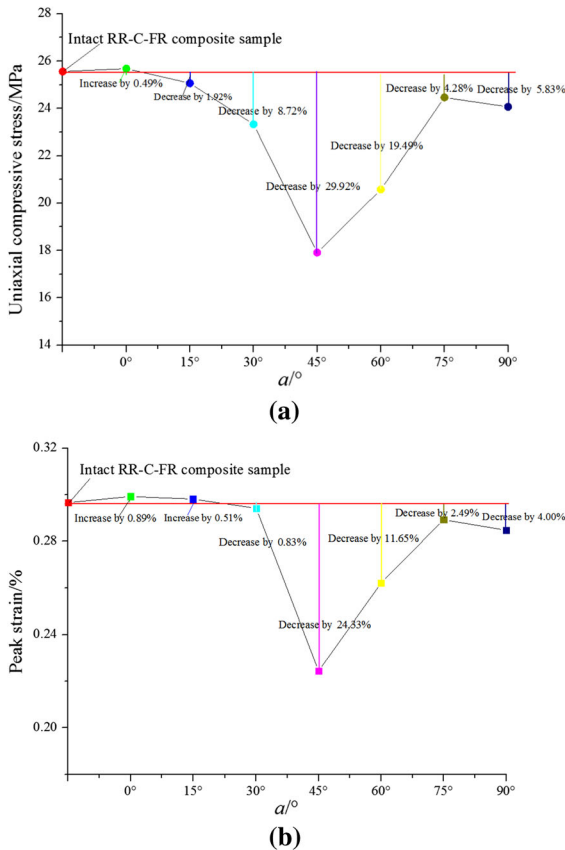 28
Intact RR-C-FR composite sample
26
Increase by 0.49%
Decrease by 1.92%
Decrease by 8.72%
Decrease by 4.28%
Decrease by 5.83%
24
22
Decrease by 19.49%
Decrease by 29.92%
20
18
16
14
Uniaxial compressive stress/MPa
0° 15° 30° 45° 60° 75° 90°
a/°
(a)
0.32
Intact RR-C-FR composite sample
Increase by 0.89%
Increase by 0.51%
Decrease by 2.49%
Decrease by 4.00%
0.28
Decrease by 0.83%
Decrease by 11.65%
0.24
Decrease by 24.33%
0.20
Peak strain/%
0° 15° 30° 45° 60° 75° 90°
a/°
(b)